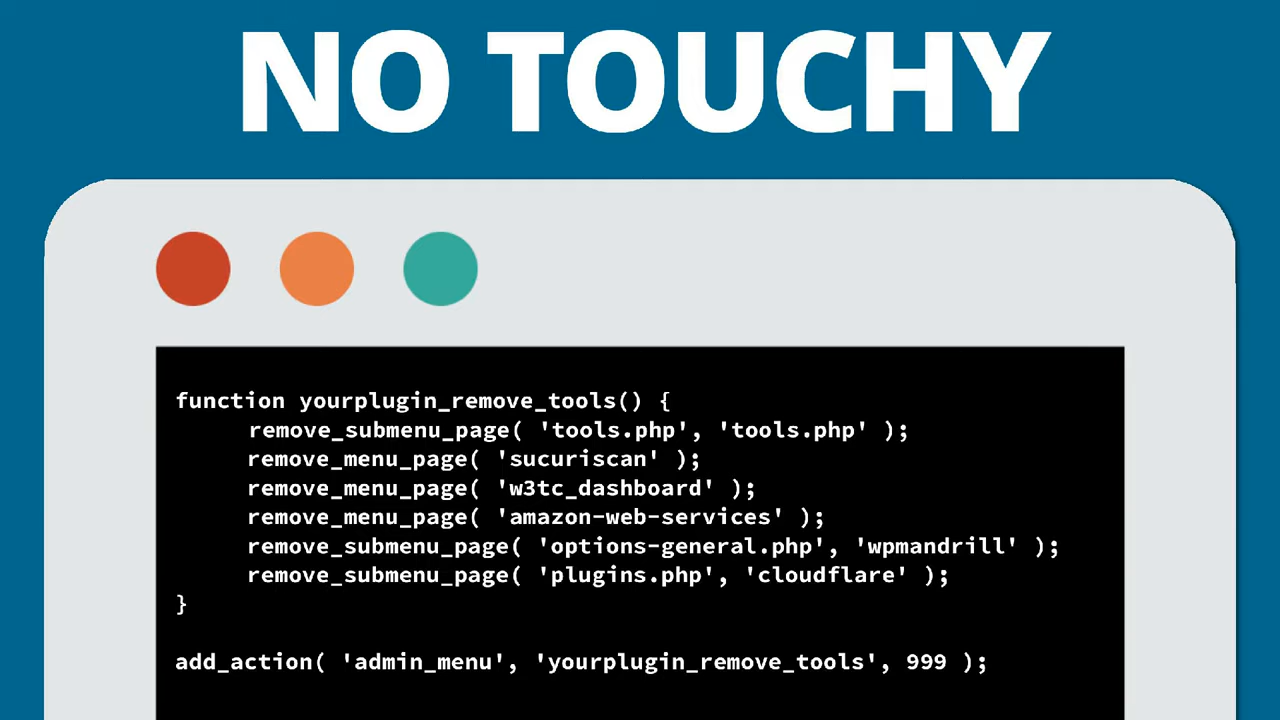 NO TOUCHY
function yourplugin_remove_tools() {
remove_submenu_page( 'tools.php', 'tools.php' );
remove_menu_page( 'sucuriscan' );
remove_menu_page( 'w3tc_dashboard' );
remove_menu_page( 'amazon-web-services' );
remove_submenu_page( 'options-general.php', 'wpmandrill' );
remove_submenu_page( 'plugins.php', 'cloudflare' );
}
add_action( 'admin_menu', 'yourplugin_remove_tools', 999 );